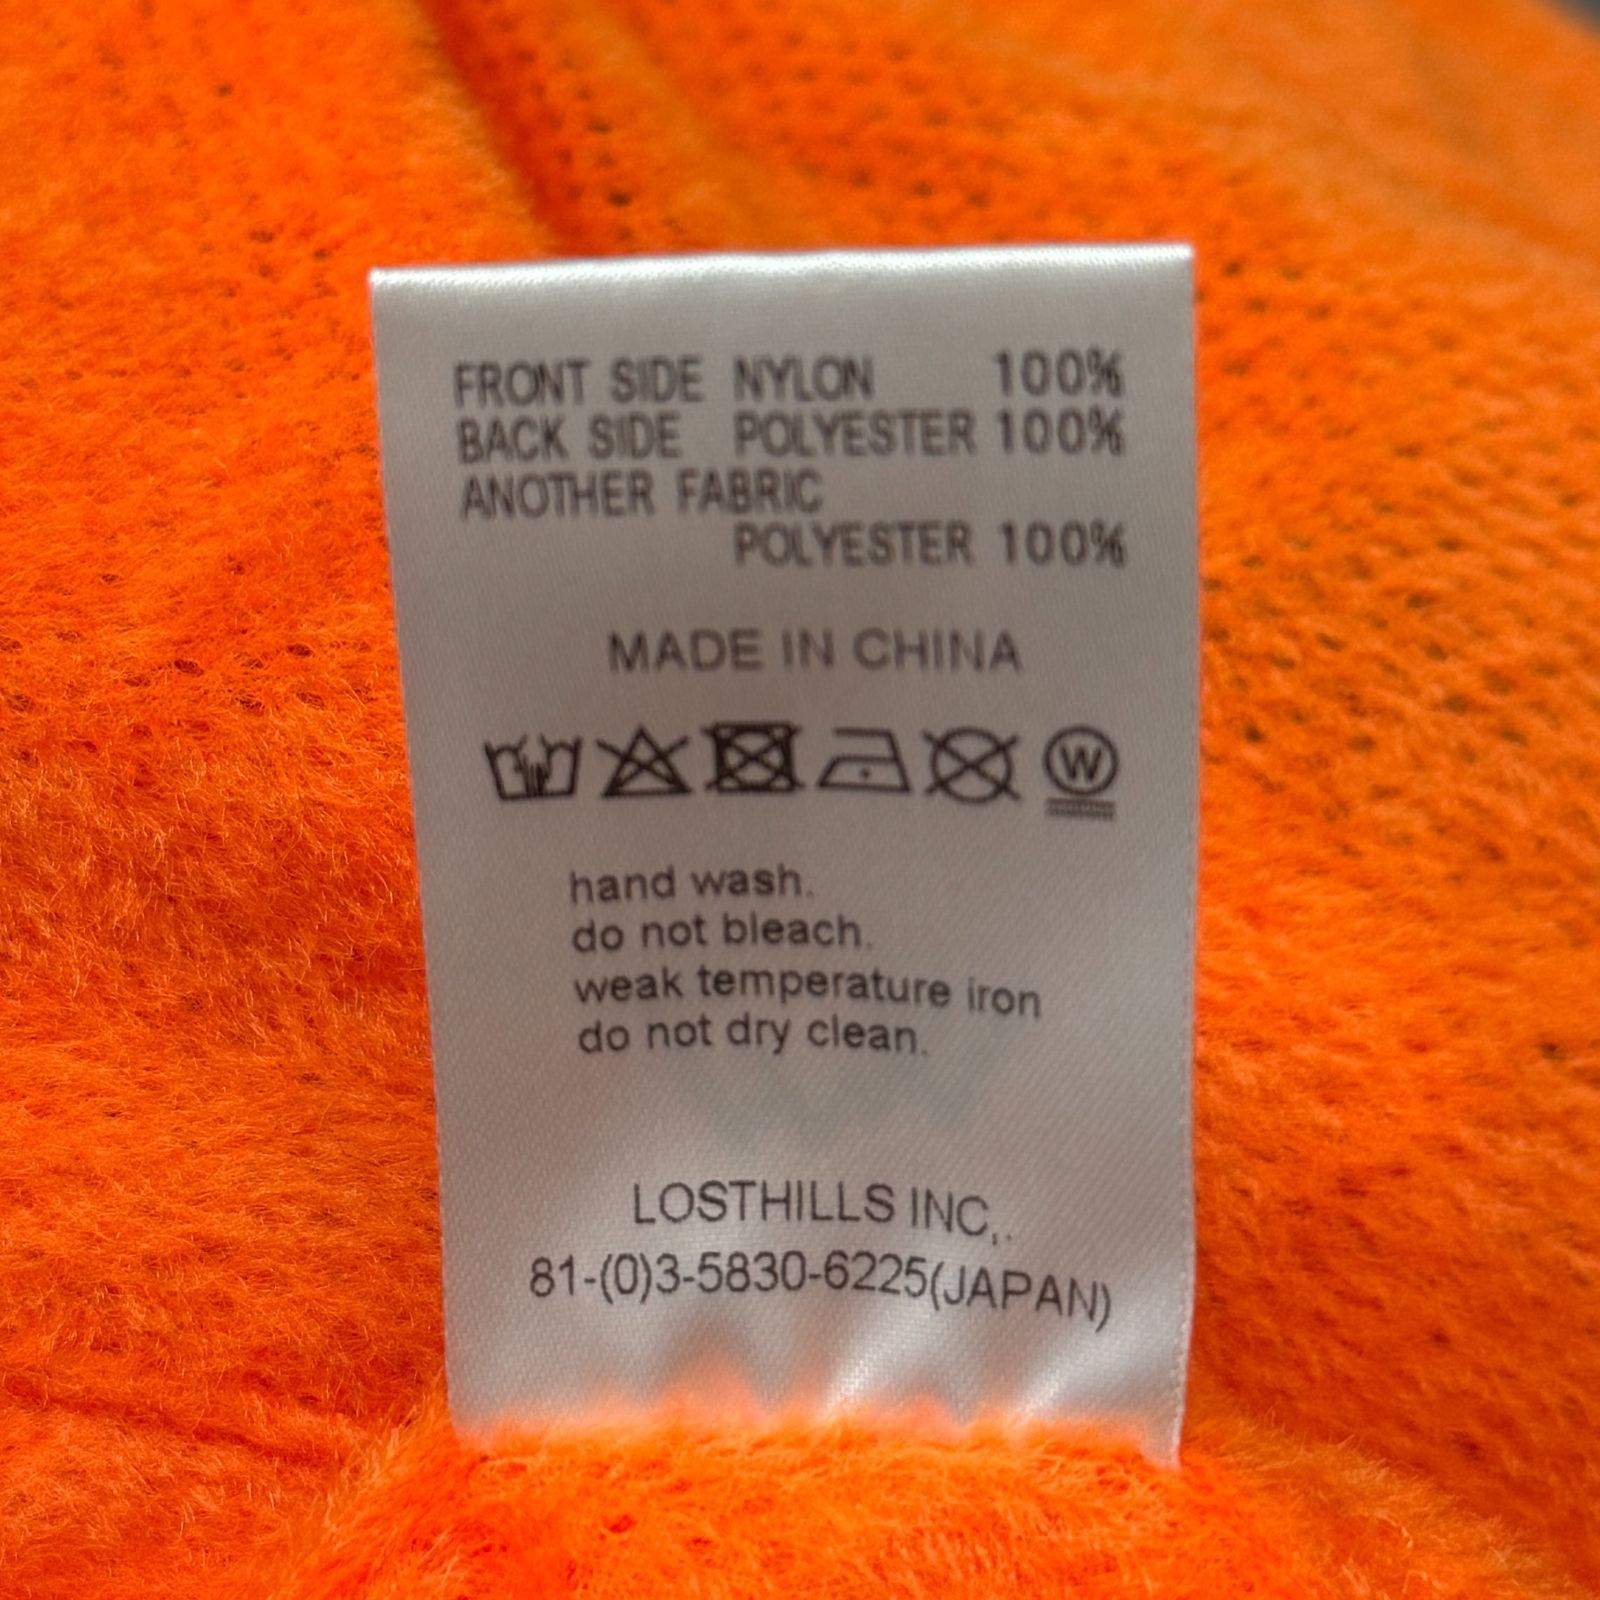 FRONT SIDE NYLON 100%
BACK SIDE POLYESTER 100%
ANOTHER FABRIC
POLYESTER 100%
MADE IN CHINA
W
hand wash.
do not bleach.
weak temperature iron
do not dry clean.
LOSTHILLS INC,.
81-(0)3-5830-6225(JAPAN)